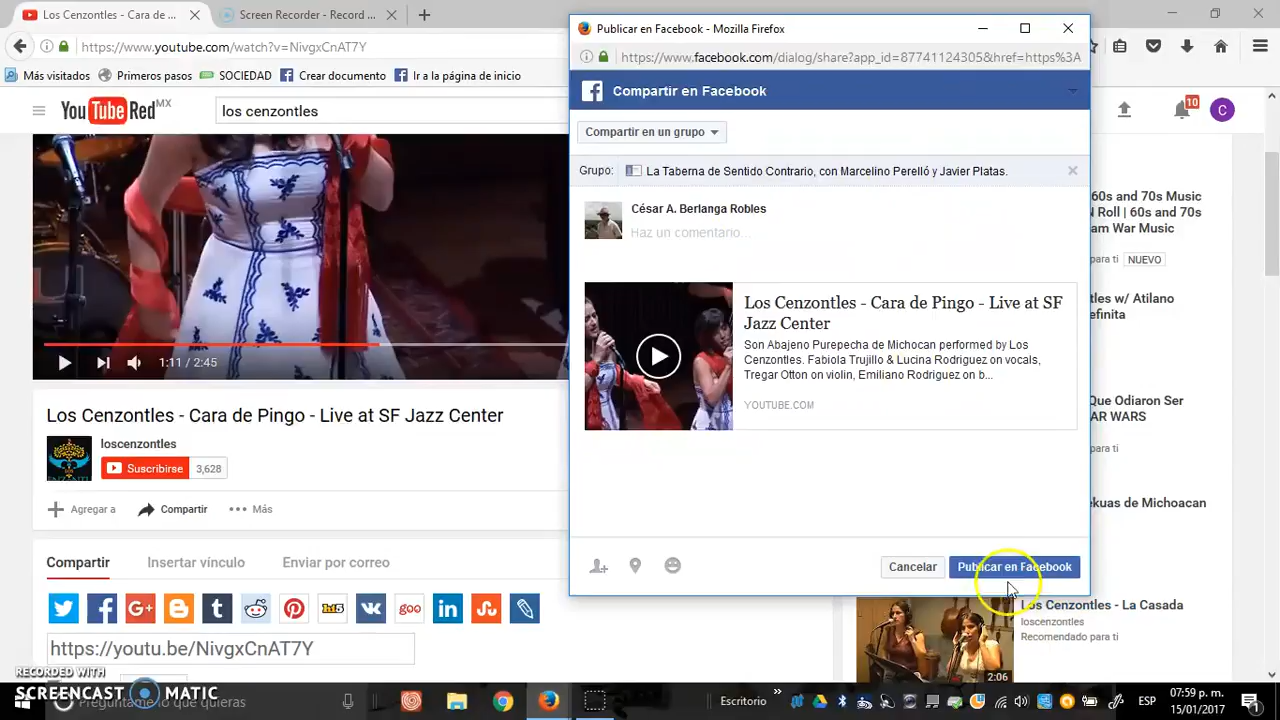 Los Cenzontles - Cara de
Screen Recorder - Record
https://www.youtube.com/watch?v=NivgxCnAT7Y
Más visitados
Primeros pasos
SOCIEDAD
Crear documento
Ir a la página de inicio
YouTube Red MX
los cenzontles
10
C
Publicar en Facebook - Mozilla Firefox
https://www.facebook.com/dialog/share?app_id=87741124305&href=https%3A
Compartir en Facebook
Compartir en un grupo
Grupo: La Taberna de Sentido Contrario, con Marcelino Perelló y Javier Platas.
César A. Berlanga Robles
Haz un comentario...
Los Cenzontles - Cara de Pingo - Live at SF
Jazz Center
Son Abajeno Purepecha de Michocan performed by Los
Cenzontles. Fabiola Trujillo & Lucina Rodriguez on vocals,
Tregar Otton on violin, Emiliano Rodriguez on b...
YOUTUBE.COM
Cancelar
Publicar en Facebook
1:11 / 2:45
Los Cenzontles - Cara de Pingo - Live at SF Jazz Center
loscenzontles
Suscribirse 3,628
Agregar a
Compartir
Más
Compartir
Insertar vínculo
Enviar por correo
https://youtu.be/NivgxCnAT7Y
60s and 70s Music
Roll | 60s and 70s
War Music
para ti NUEVO
w/ Atilano
para ti
Que Odiaron Ser
WARS
para ti
de Michoacan
Los Cenzontles - La Casada
loscenzontles
Recomendado para ti
2:06
RECORDED WITH
SCREENCAST MATIC
Pregúntame lo que quieras
Escritorio
ESP
07:59 p. m.
15/01/2017
1